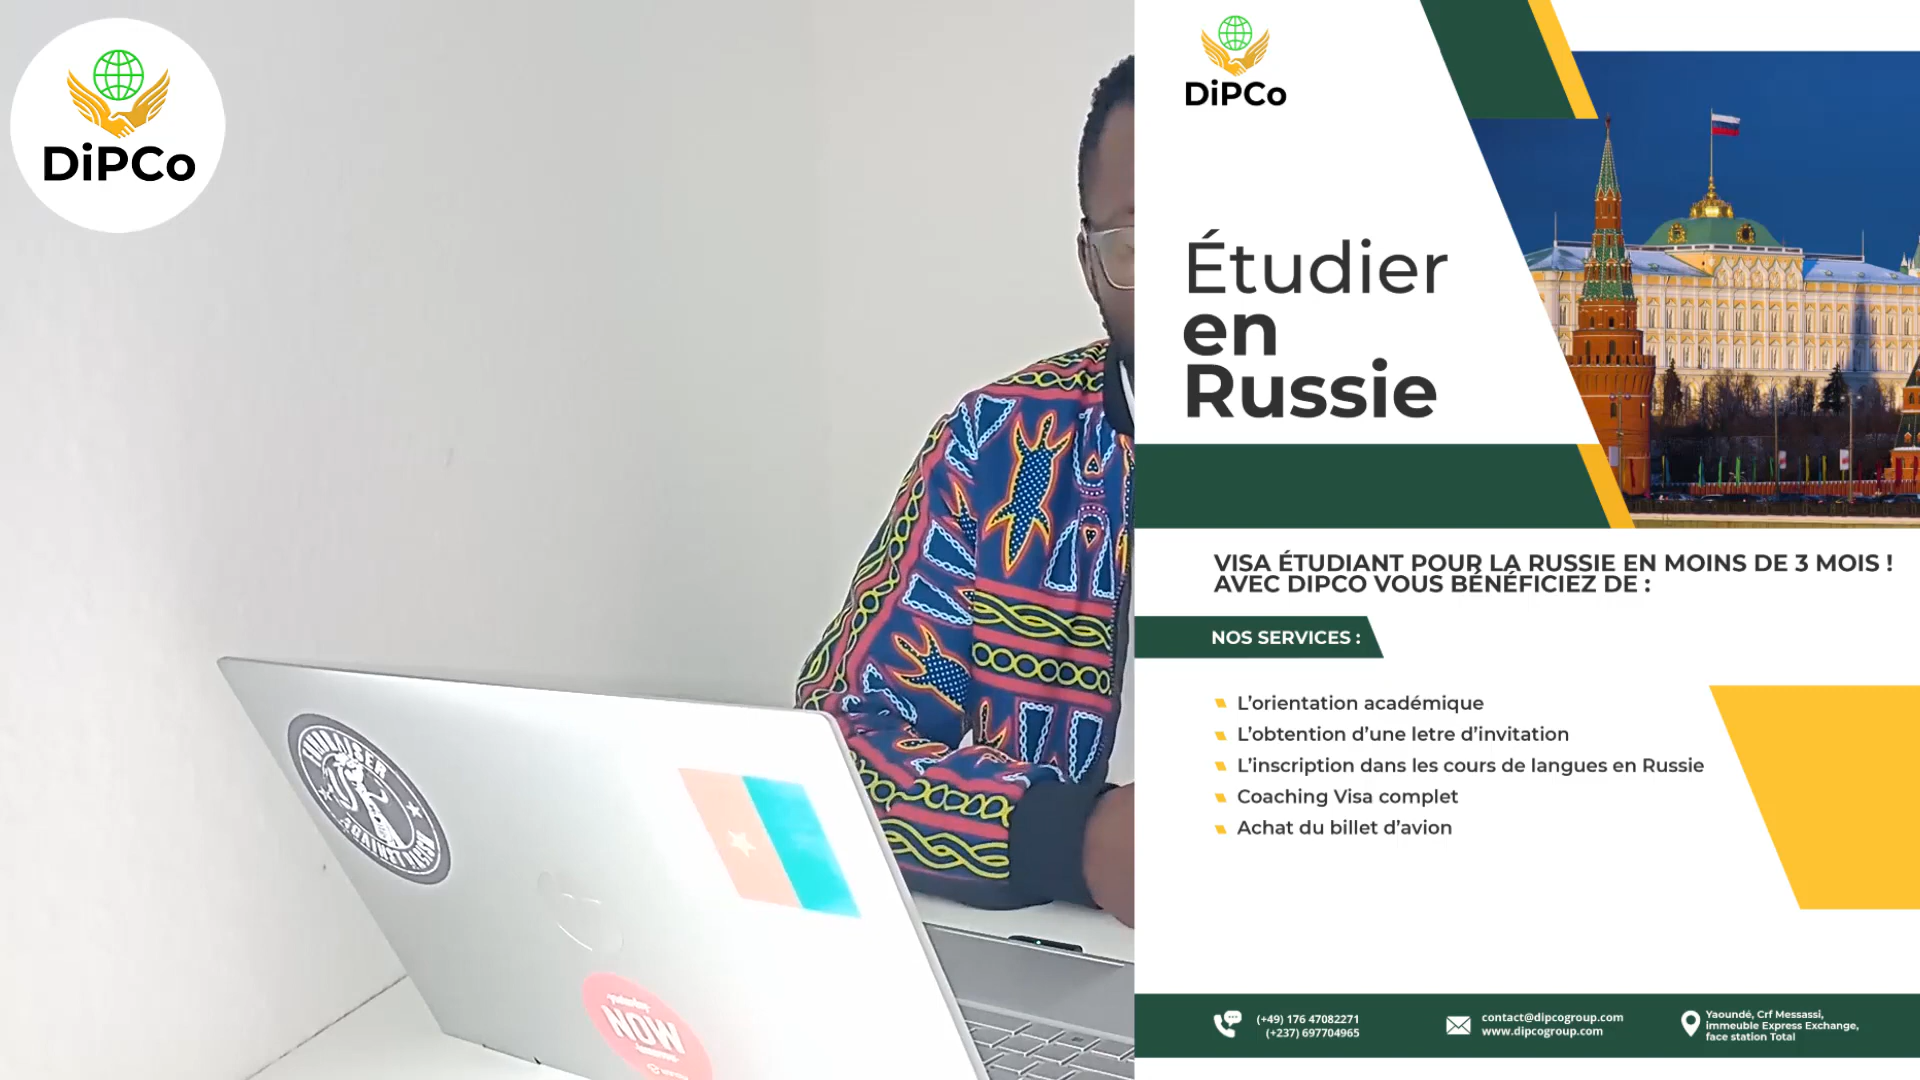 DiPCo
DiPCo
Étudier
en
Russie
VISA ÉTUDIANT POUR LA RUSSIE EN MOINS DE 3 MOIS !
AVEC DIPCO VOUS BÉNÉFICIEZ DE :
NOS SERVICES :
L’orientation académique
L’obtention d’une letre d’invitation
L’inscription dans les cours de langues en Russie
Coaching Visa complet
Achat du billet d’avion
(+49) 176 47082271
(+237) 697704965
contact@dipcogroup.com
www.dipcogroup.com
Yaoundé, Crf Messassi,
immeuble Express Exchange,
face station Total
AGAINST
NOW